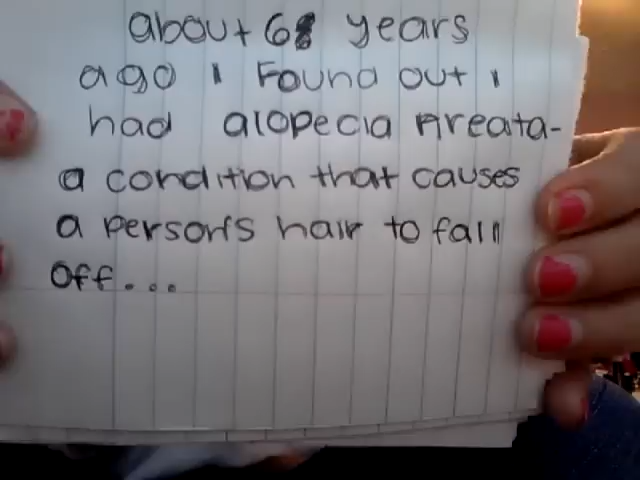 about 6 years
ago i Found out i
had alopecia Areata-
a condition that causes
a person's hair to fall
off...